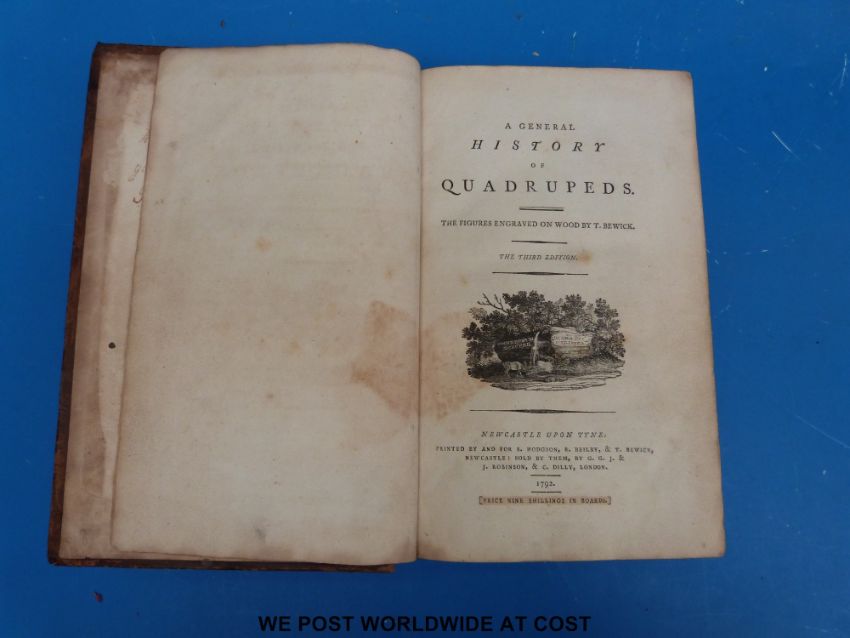 A GENERAL
HISTORY
OF
QUADRUPEDS.
THE FIGURES ENGRAVED ON WOOD BY T. BEWICK.
THE THIRD EDITION.
NEWCASTLE UPON TYNE:
PRINTED BY AND FOR S. HODGSON, R. BEILBY, & T. BEWICK,
NEWCASTLE: SOLD BY THEM, BY G. G. J. &
J. ROBINSON, & C. DILLY, LONDON.
1792.
[PRICE NINE SHILLINGS IN BOARDS.]
WE POST WORLDWIDE AT COST